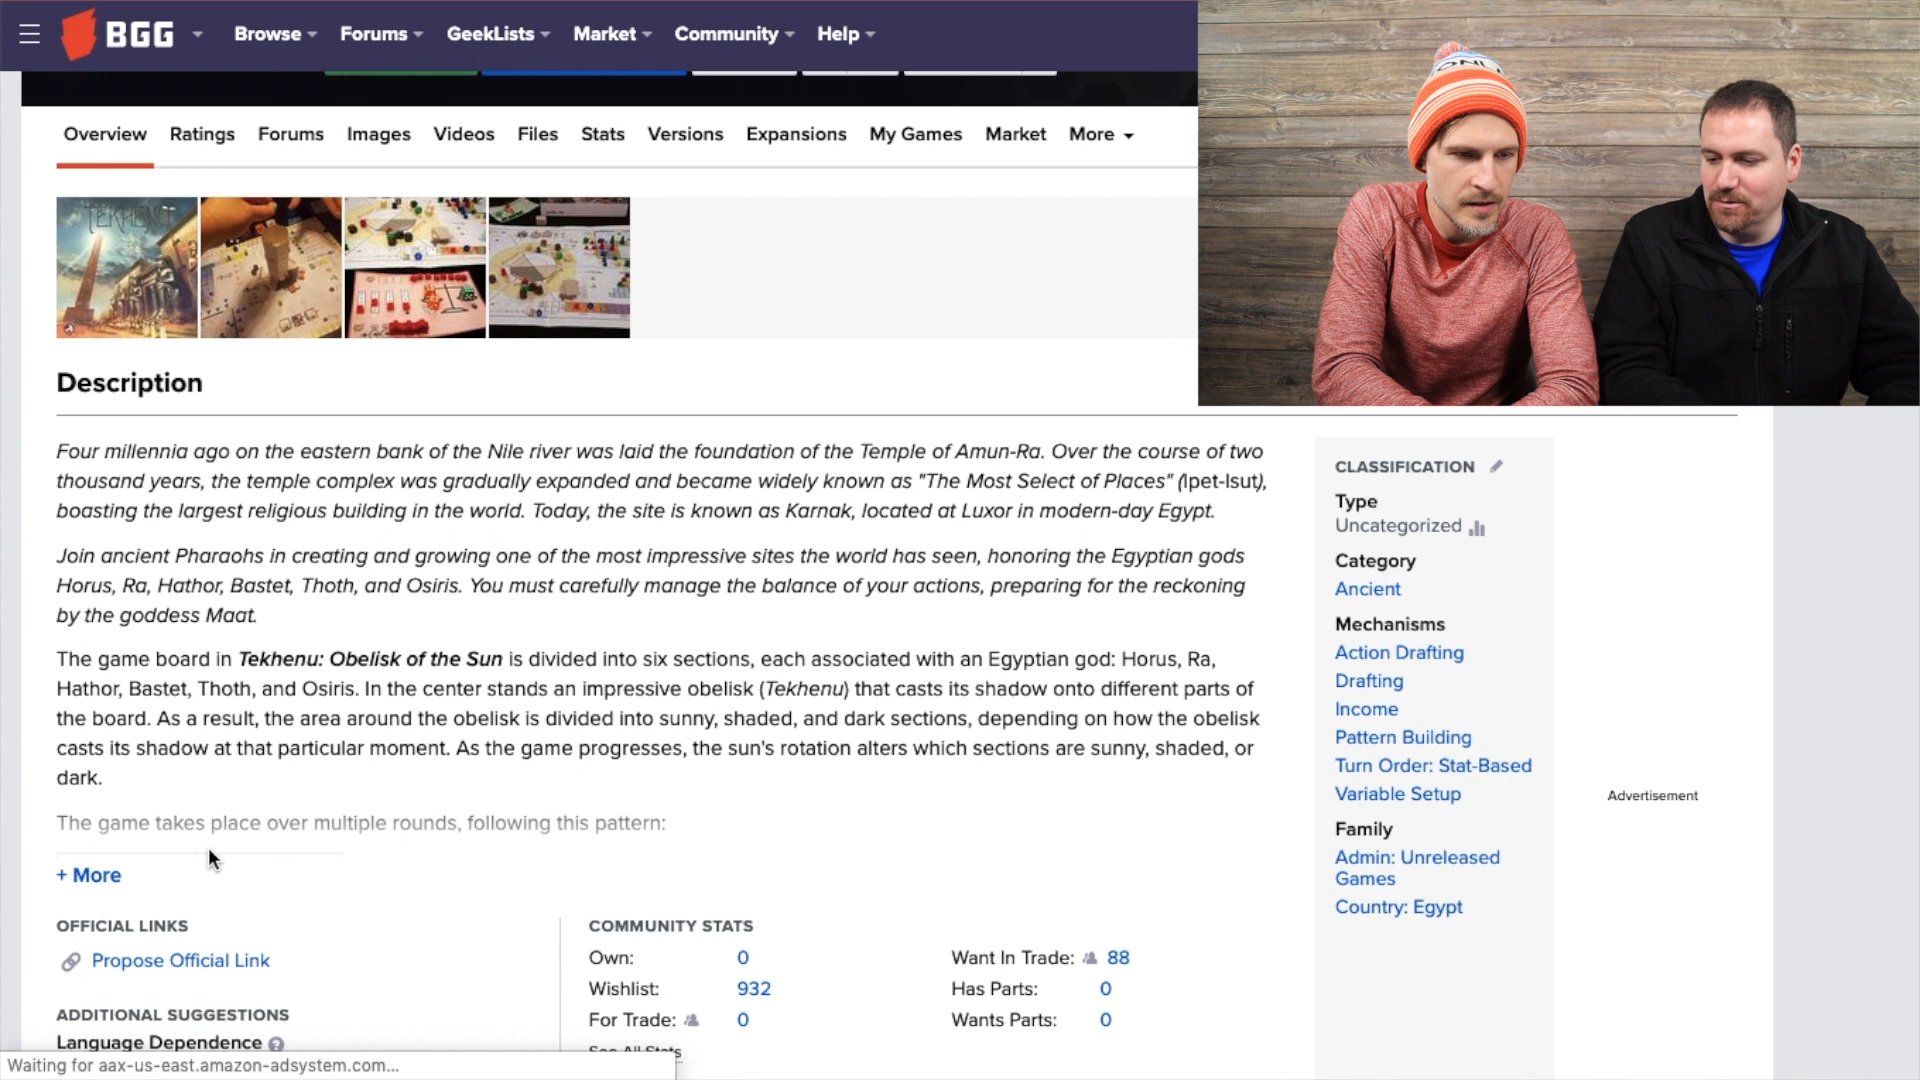 BGG
Browse
Forums
GeekLists
Market
Community
Help
Overview
Ratings
Forums
Images
Videos
Files
Stats
Versions
Expansions
My Games
Market
More
TEKHENU
Description
Four millennia ago on the eastern bank of the Nile river was laid the foundation of the Temple of Amun-Ra. Over the course of two
thousand years, the temple complex was gradually expanded and became widely known as "The Most Select of Places" (Ipet-Isut),
boasting the largest religious building in the world. Today, the site is known as Karnak, located at Luxor in modern-day Egypt.
Join ancient Pharaohs in creating and growing one of the most impressive sites the world has seen, honoring the Egyptian gods
Horus, Ra, Hathor, Bastet, Thoth, and Osiris. You must carefully manage the balance of your actions, preparing for the reckoning
by the goddess Maat.
The game board in Tekhenu: Obelisk of the Sun is divided into six sections, each associated with an Egyptian god: Horus, Ra,
Hathor, Bastet, Thoth, and Osiris. In the center stands an impressive obelisk (Tekhenu) that casts its shadow onto different parts of
the board. As a result, the area around the obelisk is divided into sunny, shaded, and dark sections, depending on how the obelisk
casts its shadow at that particular moment. As the game progresses, the sun's rotation alters which sections are sunny, shaded, or
dark.
The game takes place over multiple rounds, following this pattern:
+ More
OFFICIAL LINKS
Propose Official Link
ADDITIONAL SUGGESTIONS
Language Dependence ?
COMMUNITY STATS
Own: 0
Wishlist: 932
For Trade: 0
See All Stats
Want In Trade: 88
Has Parts: 0
Wants Parts: 0
CLASSIFICATION
Type
Uncategorized
Category
Ancient
Mechanisms
Action Drafting
Drafting
Income
Pattern Building
Turn Order: Stat-Based
Variable Setup
Family
Admin: Unreleased
Games
Country: Egypt
Advertisement
Waiting for aax-us-east.amazon-adsystem.com...